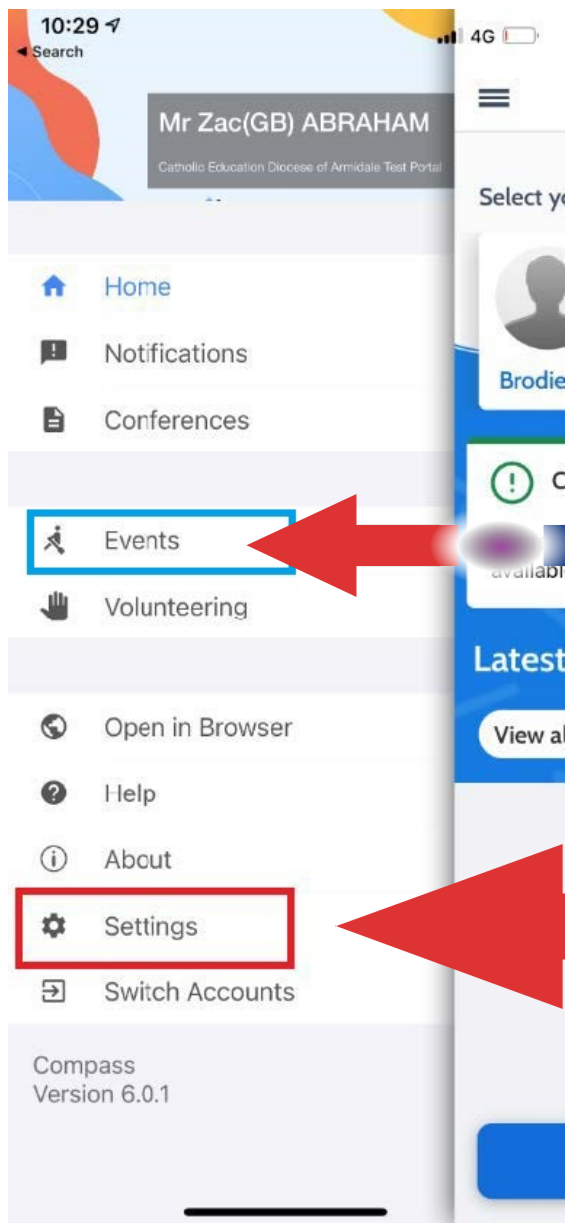 10:29
4G
◀ Search
Mr Zac(GB) ABRAHAM
Catholic Education Diocese of Armidale Test Portal
Home
Notifications
Conferences
Events
Volunteering
Open in Browser
Help
About
Settings
Switch Accounts
Compass
Version 6.0.1
Select yo
Brodie
C
availabl
Latest
View al